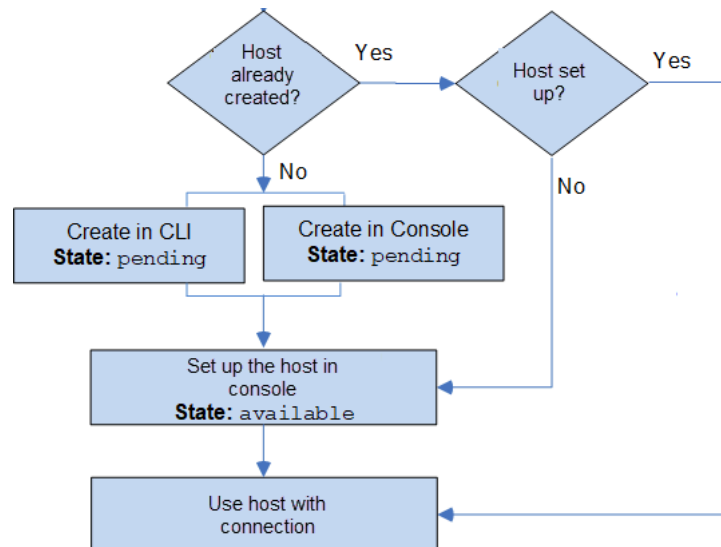 Host
already
created?
Yes
Host set
up?
Yes
No
No
Create in CLI
State: pending
Create in Console
State: pending
Set up the host in
console
State: available
Use host with
connection